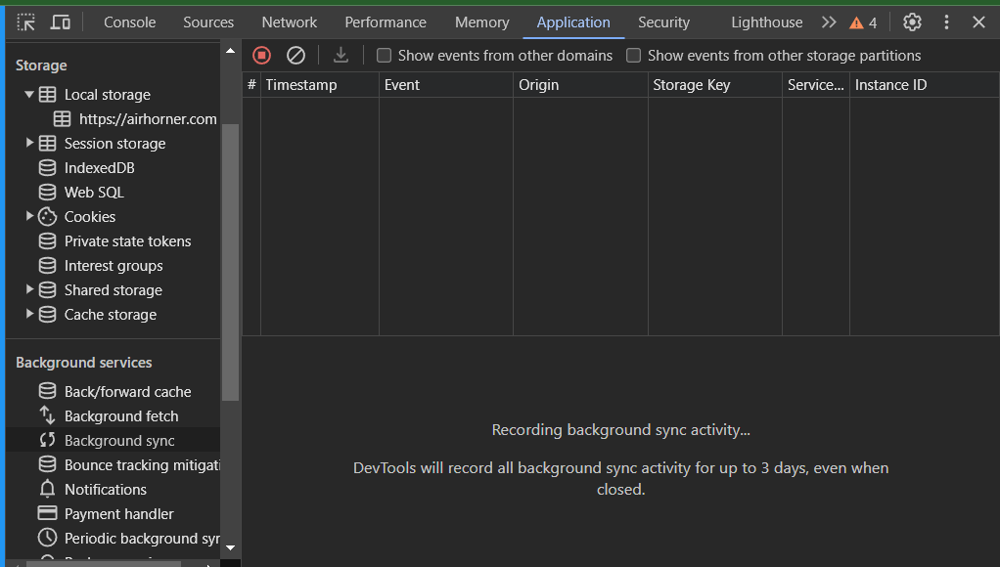 Console Sources Network Performance Memory Application Security Lighthouse 4
Storage
Local storage
https://airhorner.com
Session storage
IndexedDB
Web SQL
Cookies
Private state tokens
Interest groups
Shared storage
Cache storage
Background services
Back/forward cache
Background fetch
Background sync
Bounce tracking mitigati
Notifications
Payment handler
Periodic background syn
Show events from other domains Show events from other storage partitions
# Timestamp Event Origin Storage Key Service... Instance ID
Recording background sync activity...
DevTools will record all background sync activity for up to 3 days, even when
closed.